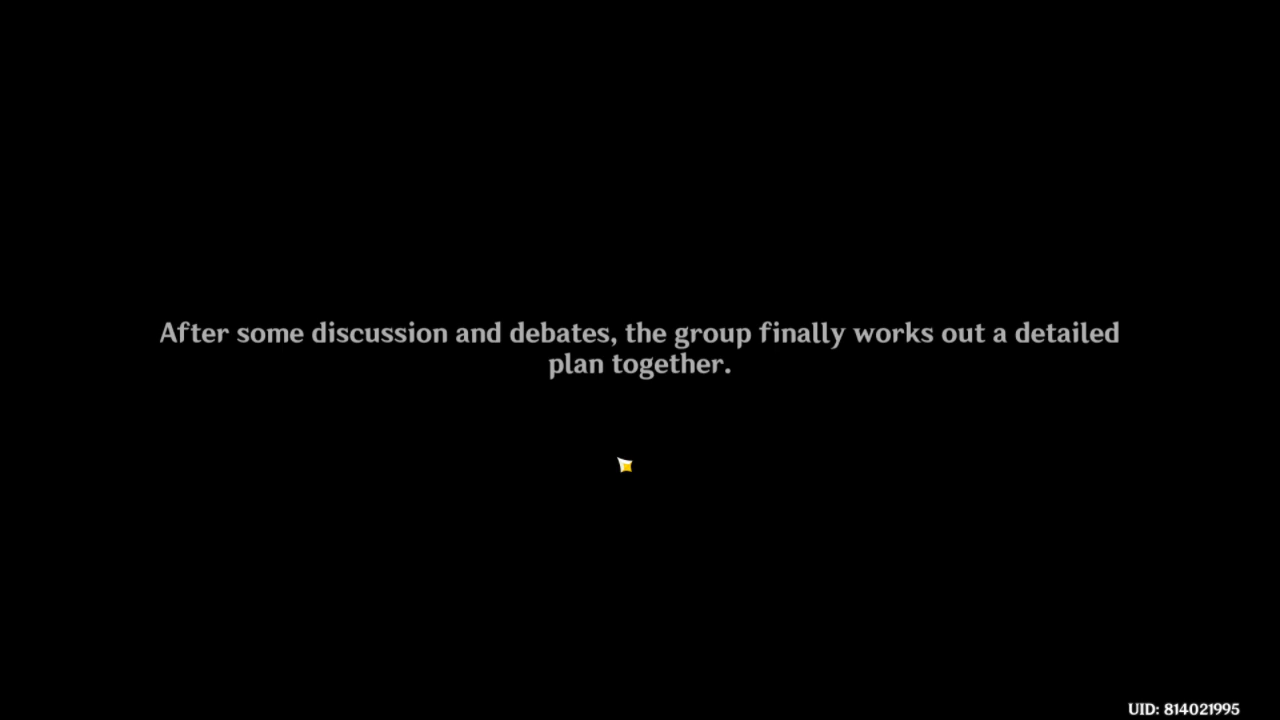 After some discussion and debates, the group finally works out a detailed
plan together.
UID: 814021995